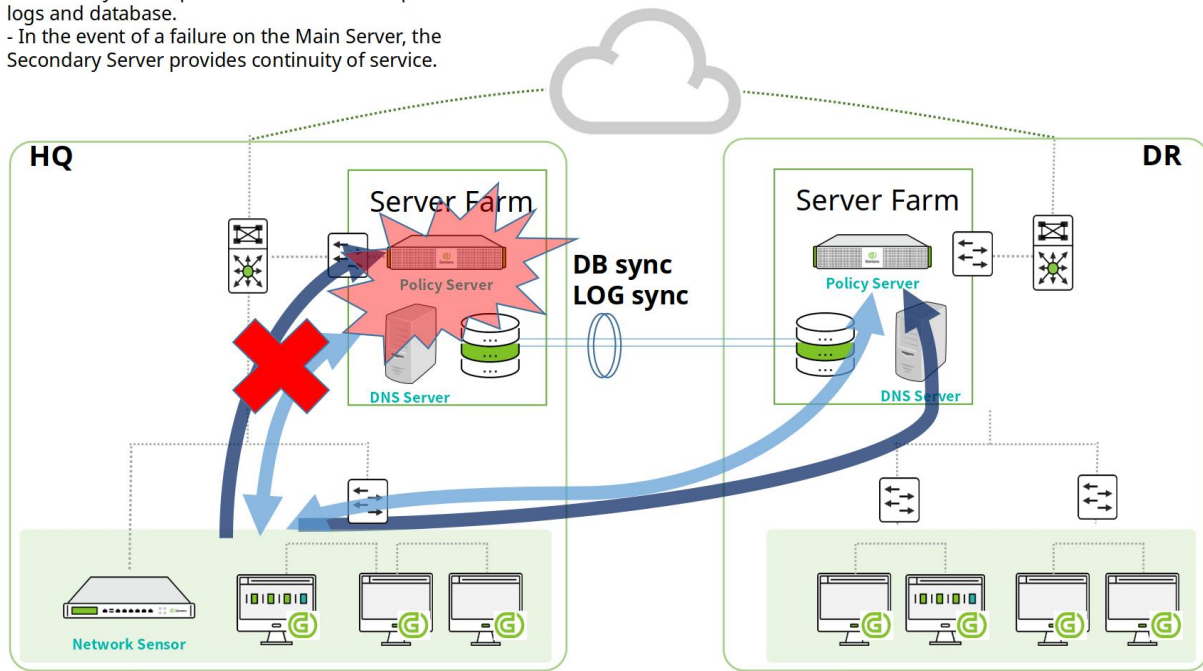 logs and database.
- In the event of a failure on the Main Server, the
Secondary Server provides continuity of service.
HQ
DR
Server Farm
Server Farm
Policy Server
Policy Server
DB sync
LOG sync
DNS Server
DNS Server
Network Sensor